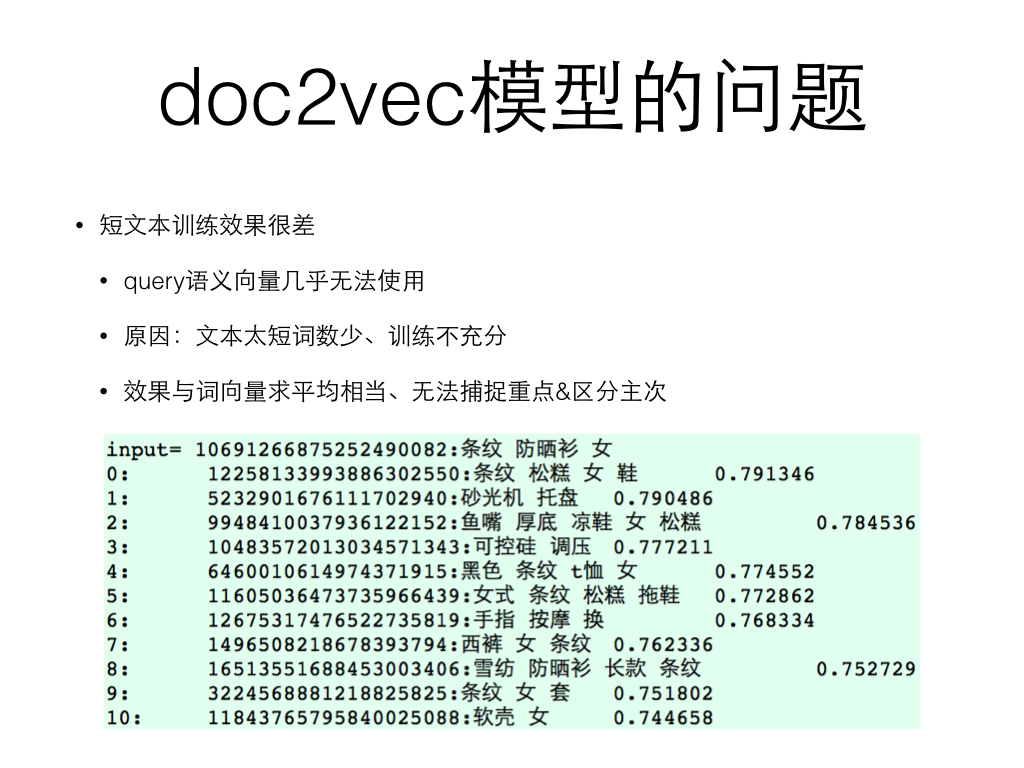 doc2vec模型的问题
• 短文本训练效果很差
• query语义向量几乎无法使用
• 原因：文本太短词数少、训练不充分
• 效果与词向量求平均相当、无法捕捉重点&区分主次
input= 10691266875252490082:条纹 防晒衫 女
0: 12258133993886302550:条纹 松糕 女 鞋 0.791346
1: 5232901676111702940:砂光机 托盘 0.790486
2: 9948410037936122152:鱼嘴 厚底 凉鞋 女 松糕 0.784536
3: 10483572013034571343:可控硅 调压 0.777211
4: 6460010614974371915:黑色 条纹 t恤 女 0.774552
5: 11605036473735966439:女式 条纹 松糕 拖鞋 0.772862
6: 12675317476522735819:手指 按摩 换 0.768334
7: 1496508218678393794:西裤 女 条纹 0.762336
8: 16513551688453003406:雪纺 防晒衫 长款 条纹 0.752729
9: 3224568881218825825:条纹 女 套 0.751802
10: 11843765795840025088:软壳 女 0.744658